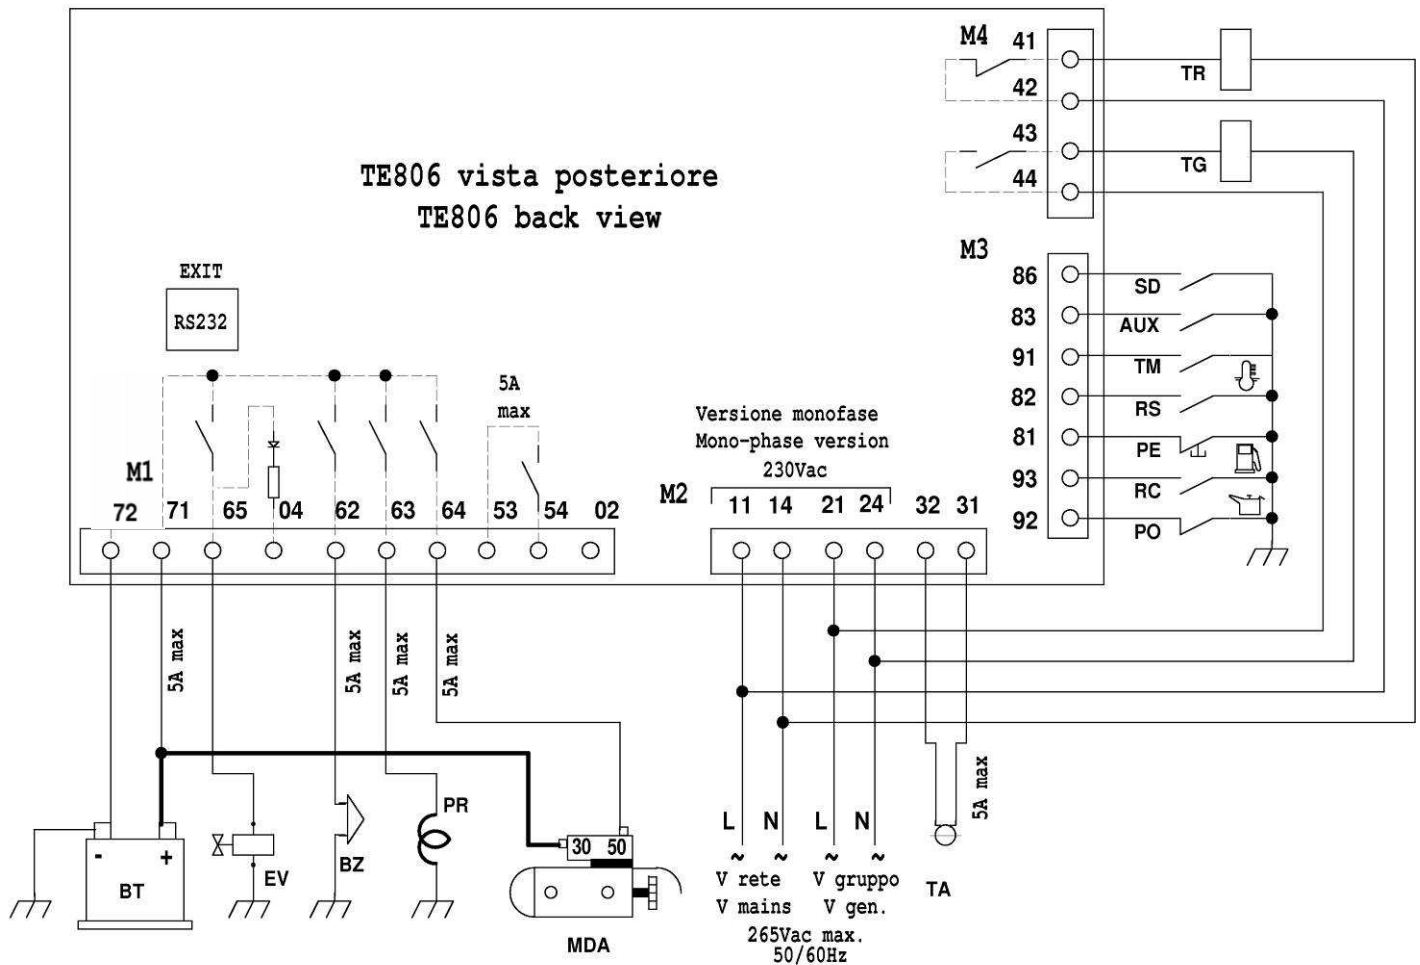 M4
41
TR
42
43
TG
44
TE806 vista posteriore
TE806 back view
M3
86
SD
83
AUX
91
TM
82
RS
81
PE
93
RC
92
PO
EXIT
RS232
5A
max
Versione monofase
Mono-phase version
230Vac
M1
72 71 65 04 62 63 64 53 54 02
M2
11 14 21 24 32 31
5A max
5A max
5A max
5A max
5A max
- +
BT
EV
BZ
PR
30 50
MDA
L N L N
~ ~ ~ ~
V rete V gruppo
V mains V gen.
265Vac max.
50/60Hz
TA